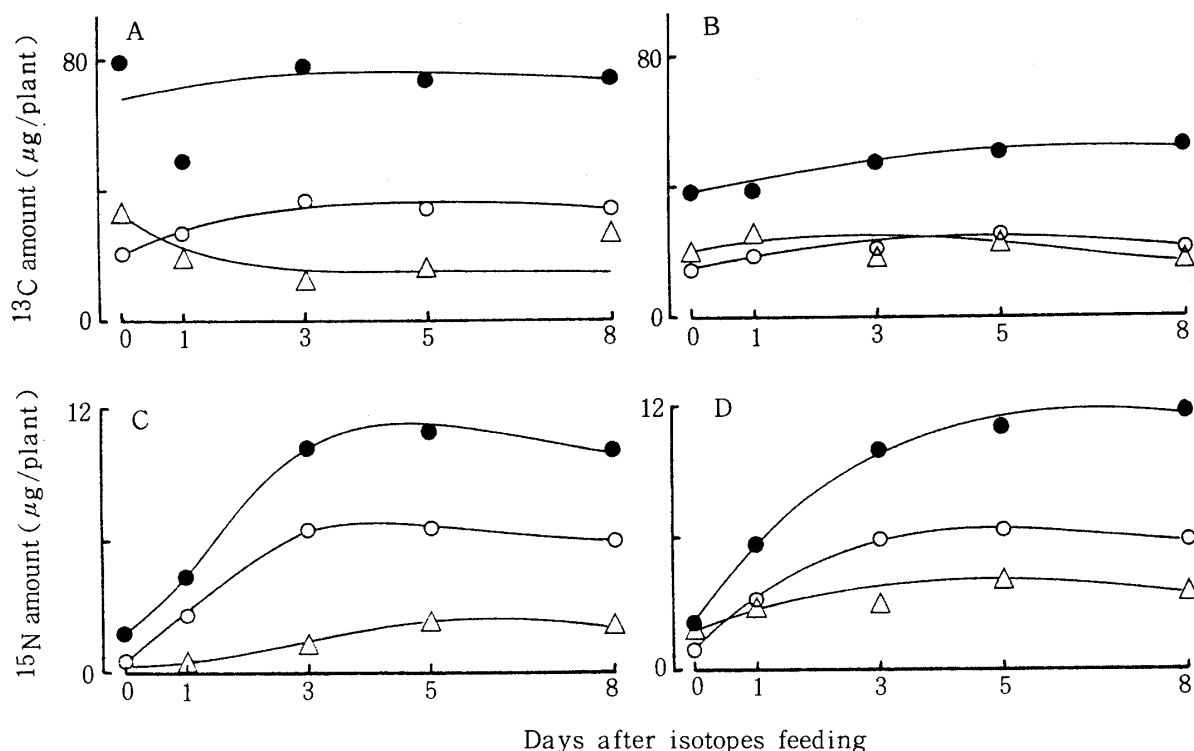 A
B
80
80
¹³C amount (μg/plant)
0
0
0 1 3 5 8
0 1 3 5 8
12
C
12
D
¹⁵N amount (μg/plant)
0
0
0 1 3 5 8
0 1 3 5 8
Days after isotopes feeding